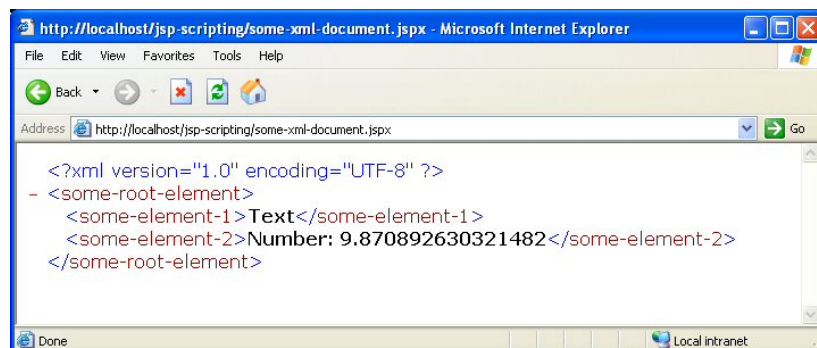 http://localhost/jsp-scripting/some-xml-document.jspx - Microsoft Internet Explorer
File Edit View Favorites Tools Help
Back
Address http://localhost/jsp-scripting/some-xml-document.jspx Go
<?xml version="1.0" encoding="UTF-8" ?>
- <some-root-element>
<some-element-1>Text</some-element-1>
<some-element-2>Number: 9.870892630321482</some-element-2>
</some-root-element>
Done Local intranet